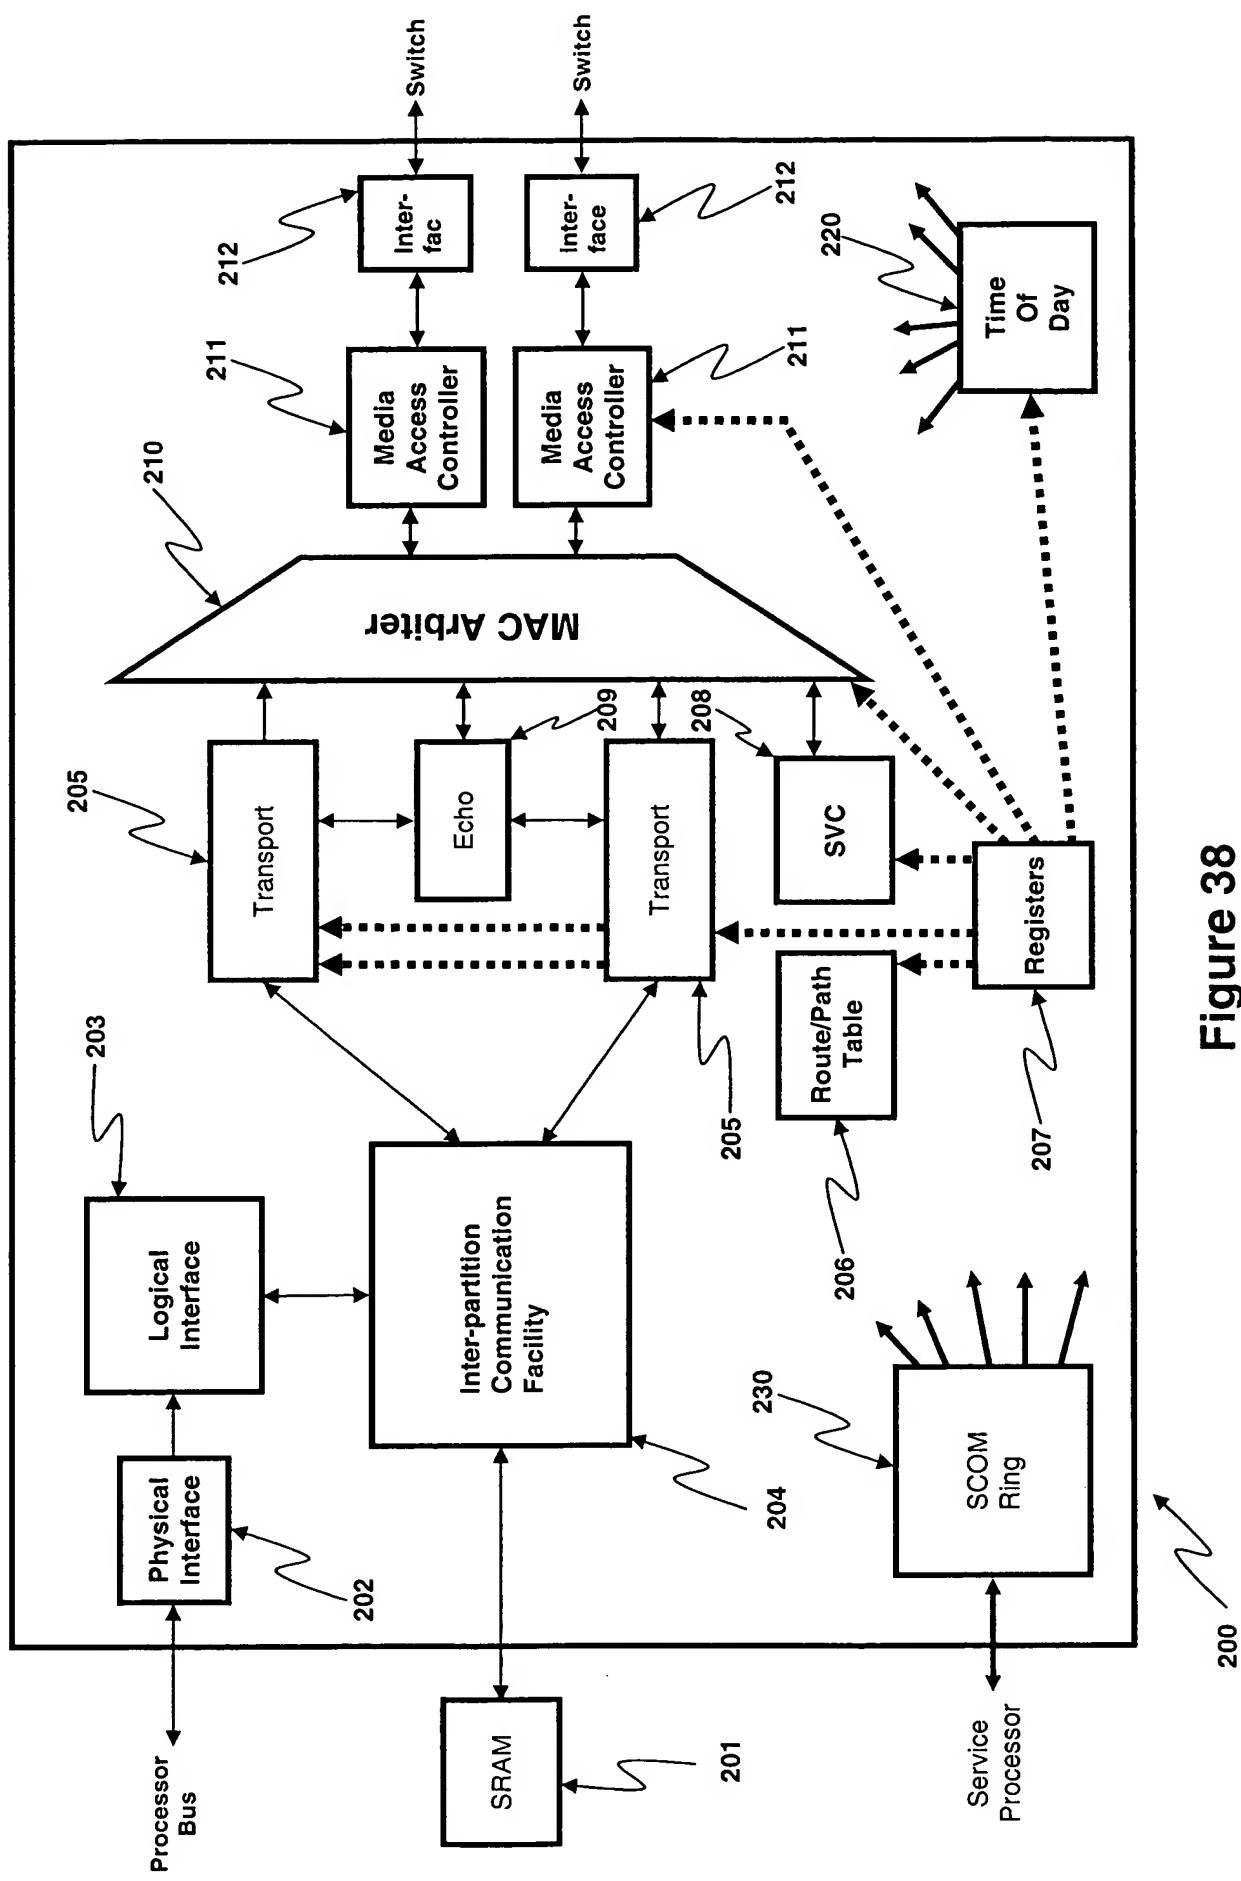 Processor
Bus
Physical
Interface
202
Logical
Interface
203
SRAM
201
Inter-partition
Communication
Facility
204
Transport
205
Echo
209
Transport
205
MAC Arbiter
210
Media
Access
Controller
211
Inter-
fac
212
Switch
Media
Access
Controller
211
Inter-
face
212
Switch
SVC
208
Route/Path
Table
206
Registers
207
Time
Of
Day
220
SCOM
Ring
230
Service
Processor
200
Figure 38